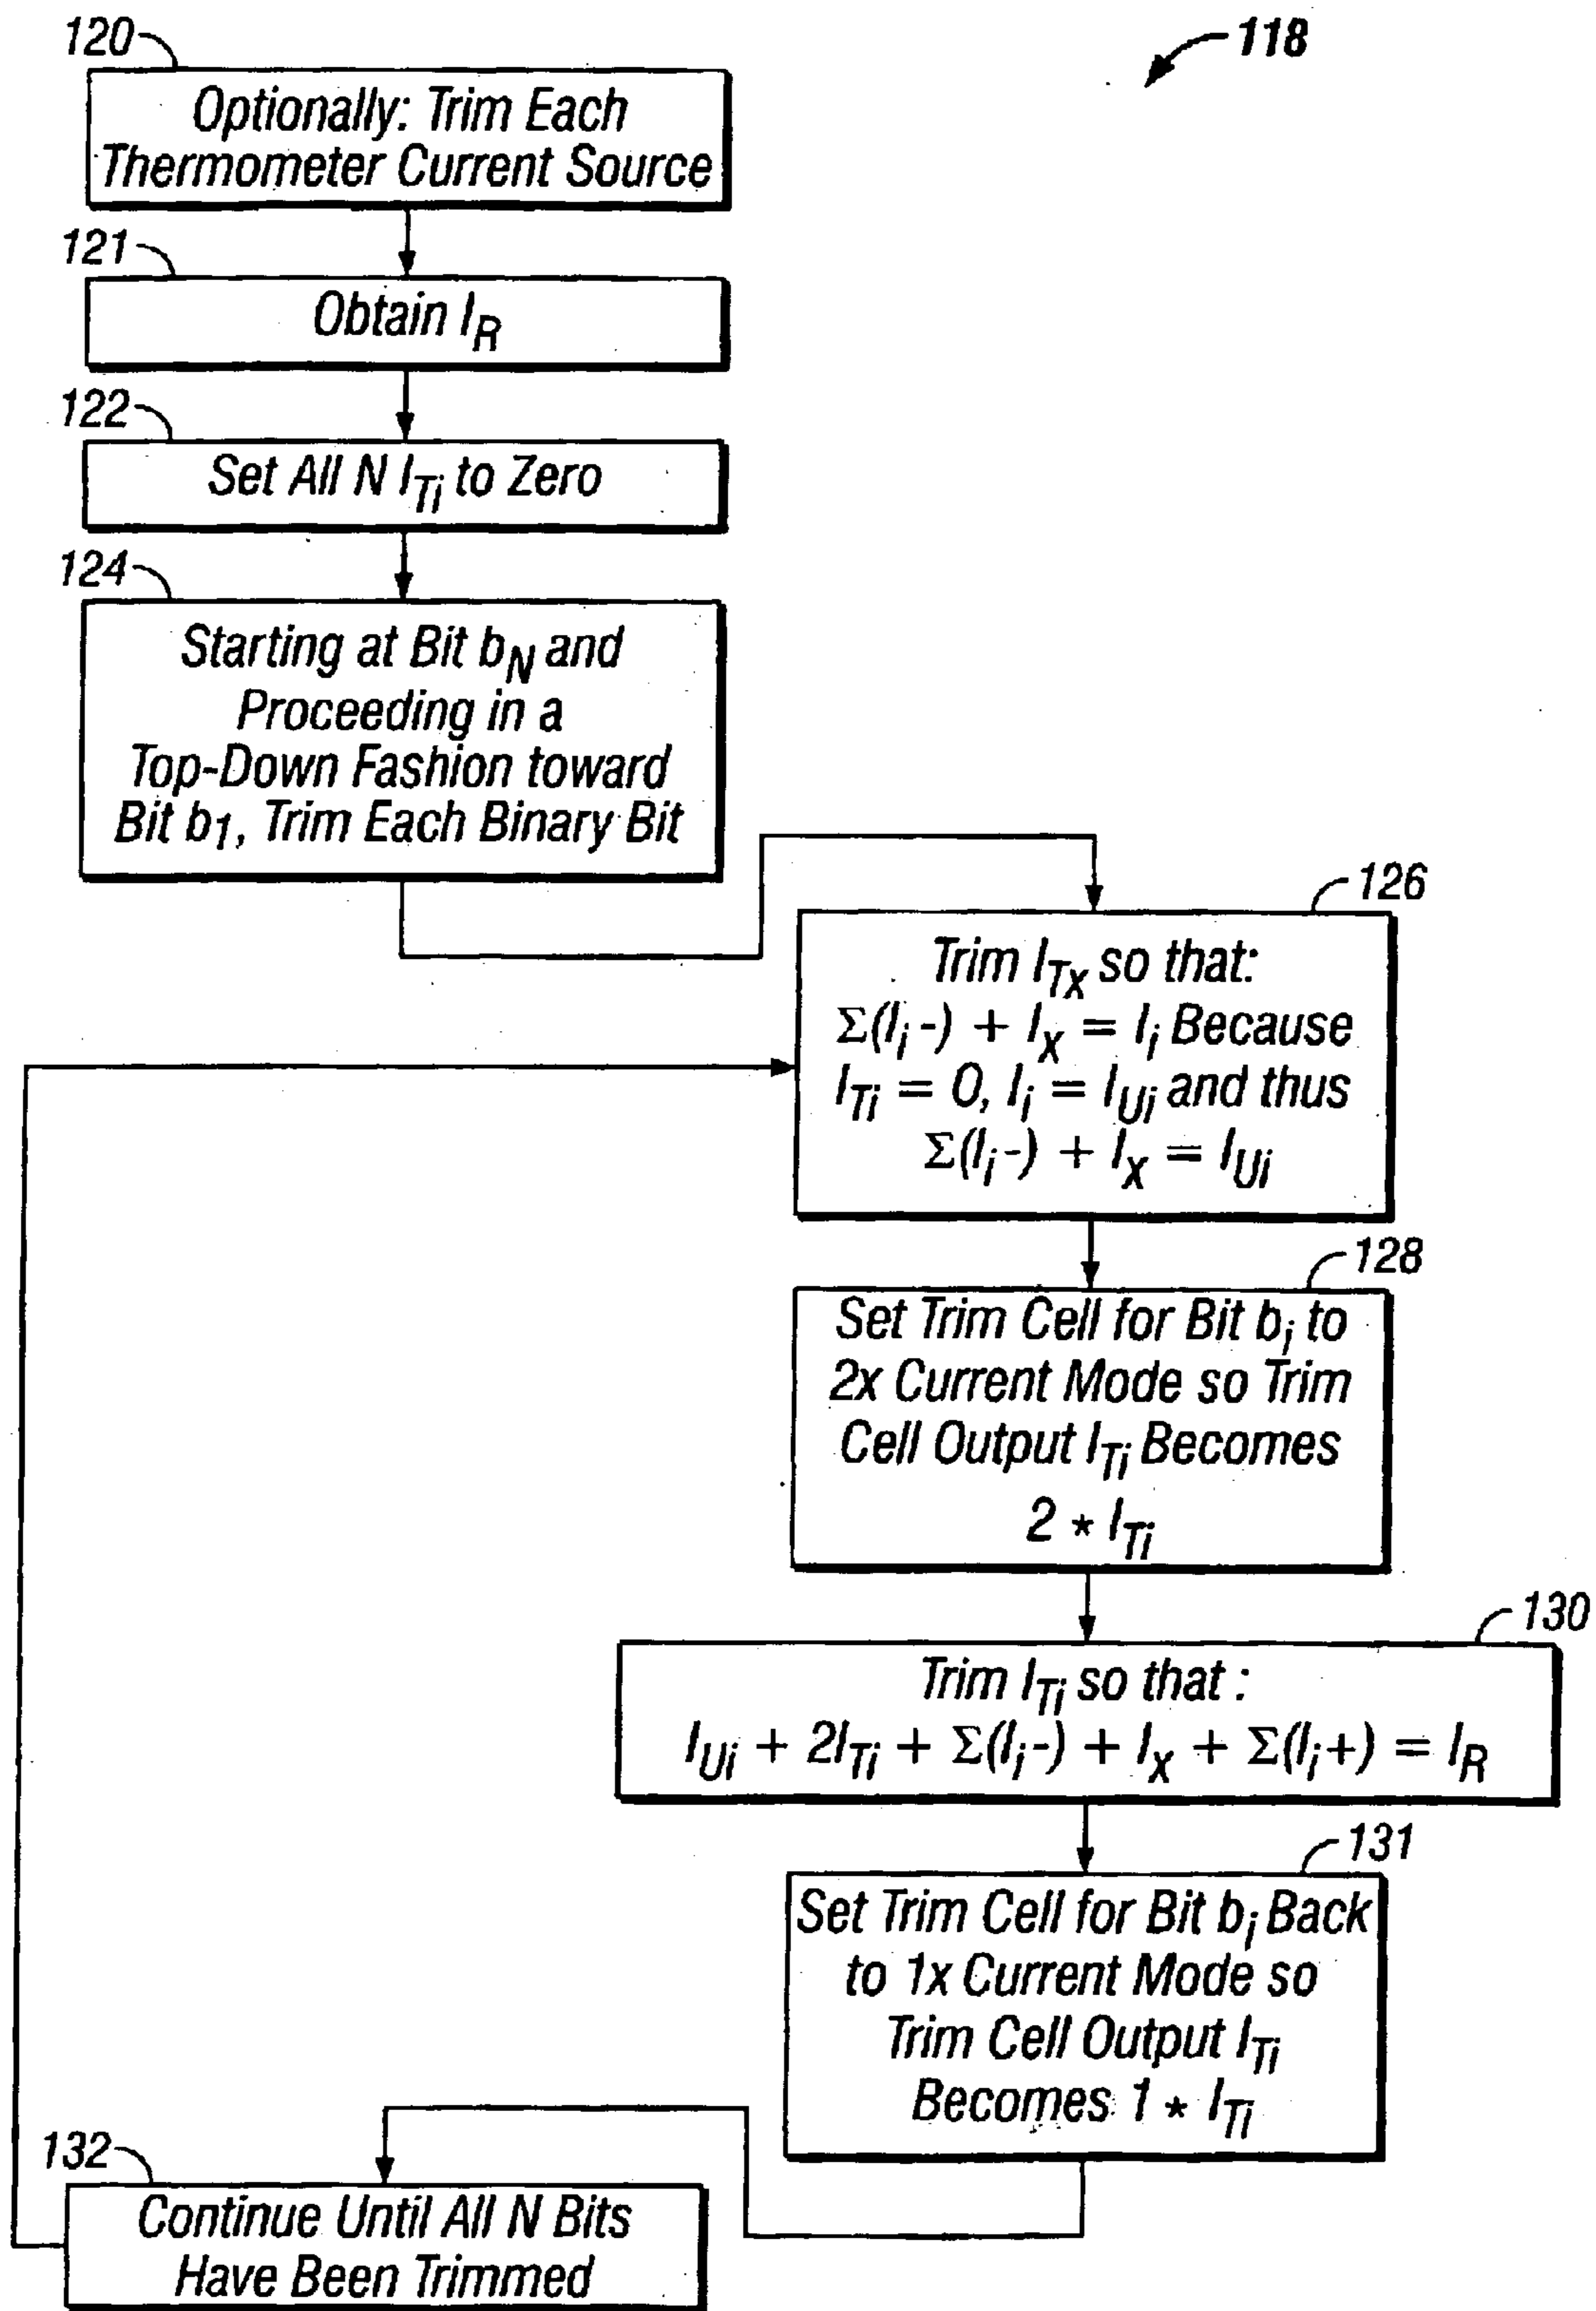 118
120
Optionally: Trim Each
Thermometer Current Source
121
Obtain I_R
122
Set All N I_Ti to Zero
124
Starting at Bit b_N and
Proceeding in a
Top-Down Fashion toward
Bit b_1, Trim Each Binary Bit
126
Trim I_TX so that:
Σ(I_i-) + I_X = I_i Because
I_Ti = 0, I_i = I_Ui and thus
Σ(I_i-) + I_X = I_Ui
128
Set Trim Cell for Bit b_i to
2x Current Mode so Trim
Cell Output I_Ti Becomes
2 * I_Ti
130
Trim I_Ti so that :
I_Ui + 2I_Ti + Σ(I_i-) + I_X + Σ(I_i+) = I_R
131
Set Trim Cell for Bit b_i Back
to 1x Current Mode so
Trim Cell Output I_Ti
Becomes 1 * I_Ti
132
Continue Until All N Bits
Have Been Trimmed